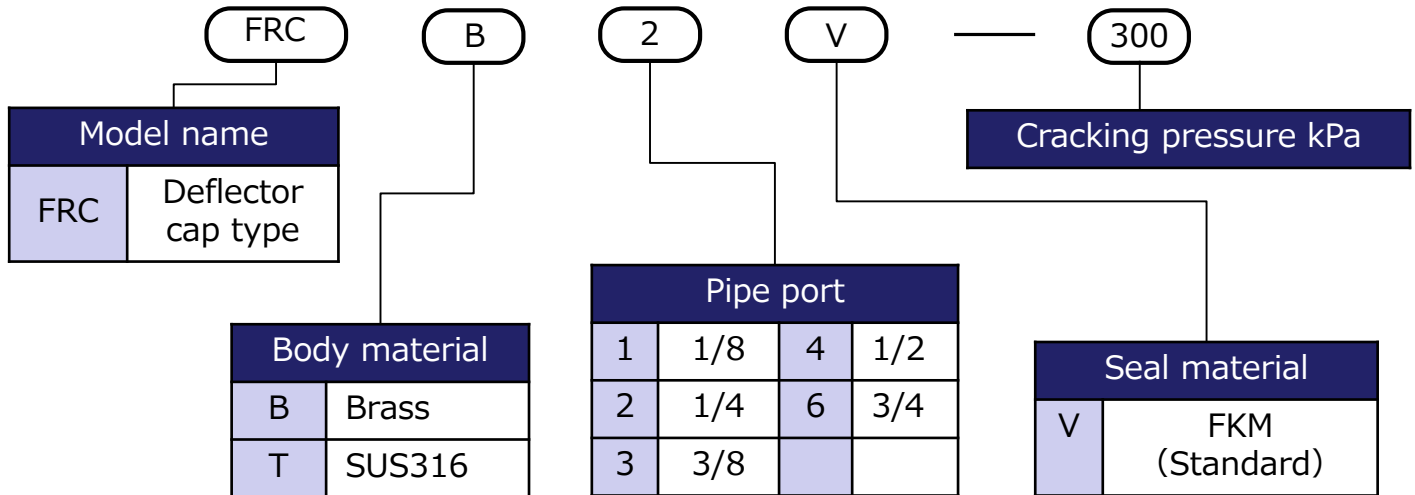 FRC B 2 V — 300
Model name
FRC Deflector
cap type
Cracking pressure kPa
Body material
B Brass
T SUS316
Pipe port
1 1/8 4 1/2
2 1/4 6 3/4
3 3/8
Seal material
V FKM
（Standard）